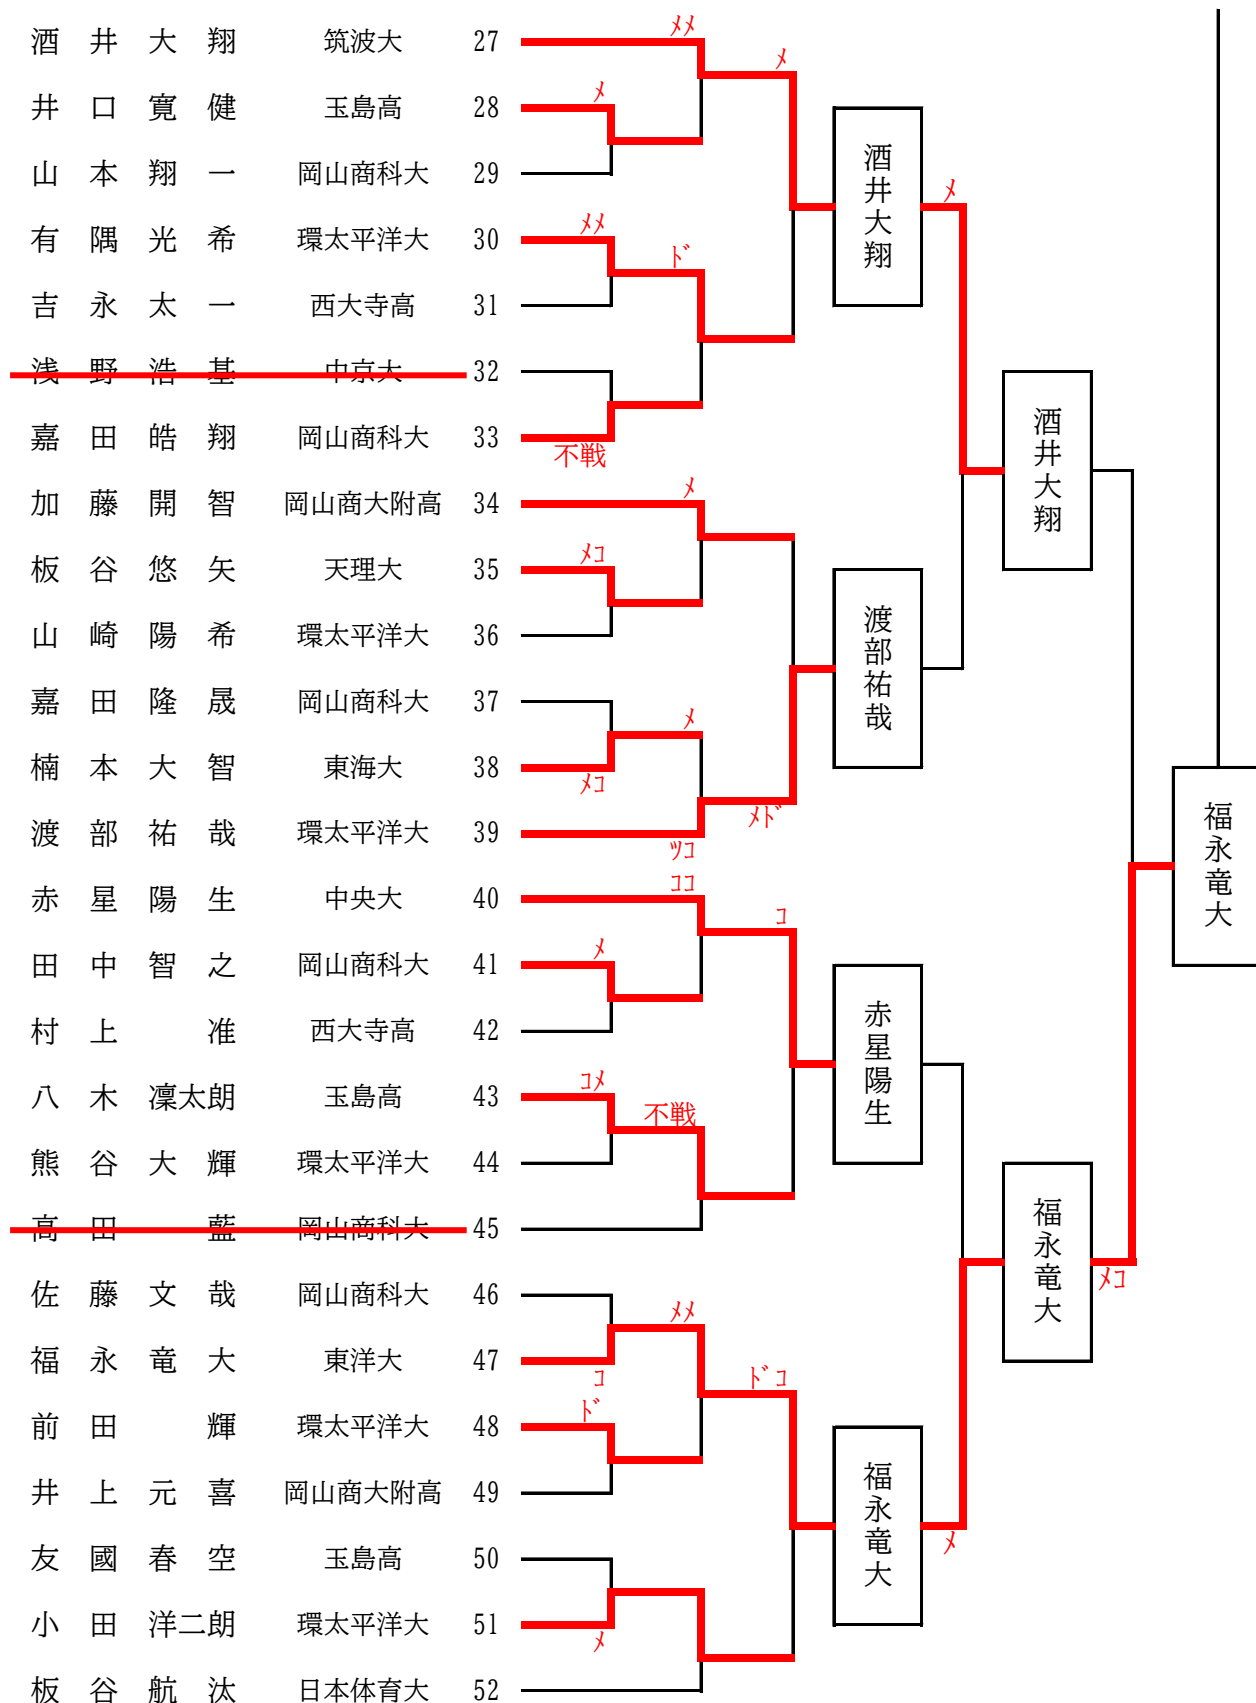 酒井大翔 筑波大 27
井口寛健 玉島高 28
山本翔一 岡山商科大 29
有隅光希 環太平洋大 30
吉永太一 西大寺高 31
浅野浩基 中京大 32
嘉田皓翔 岡山商科大 33
加藤開智 岡山商大附高 34
板谷悠矢 天理大 35
山崎陽希 環太平洋大 36
嘉田隆晟 岡山商科大 37
楠本大智 東海大 38
渡部祐哉 環太平洋大 39
赤星陽生 中央大 40
田中智之 岡山商科大 41
村上准 西大寺高 42
八木凜太朗 玉島高 43
熊谷大輝 環太平洋大 44
高田藍 岡山商科大 45
佐藤文哉 岡山商科大 46
福永竜大 東洋大 47
前田輝 環太平洋大 48
井上元喜 岡山商大附高 49
友國春空 玉島高 50
小田洋二朗 環太平洋大 51
板谷航汰 日本体育大 52
ﾒ
ﾒﾒ
不戦
ﾒｺ
ﾒｺ
ﾒ
ｺﾒ
ｺ
ﾄﾞ
ﾒ
ﾒﾒ
ﾄﾞ
ﾒ
ﾒ
ﾂｺ
ｺｺ
不戦
ﾒﾒ
ﾒ
ﾒﾄﾞ
ｺ
ﾄﾞｺ
酒井大翔
渡部祐哉
赤星陽生
福永竜大
ﾒ
ﾒ
酒井大翔
福永竜大
ﾒｺ
福永竜大